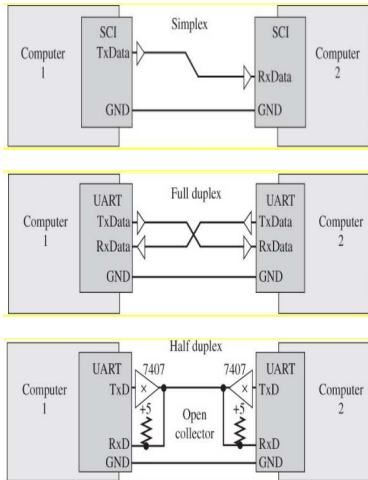 Simplex
SCI SCI
Computer 1 TxData RxData Computer 2
GND GND
Full duplex
UART UART
Computer 1 TxData TxData Computer 2
RxData RxData
GND GND
Half duplex
7407 7407
UART UART
Computer 1 TxD × × TxD Computer 2
+5 +5
Open collector
RxD RxD
GND GND